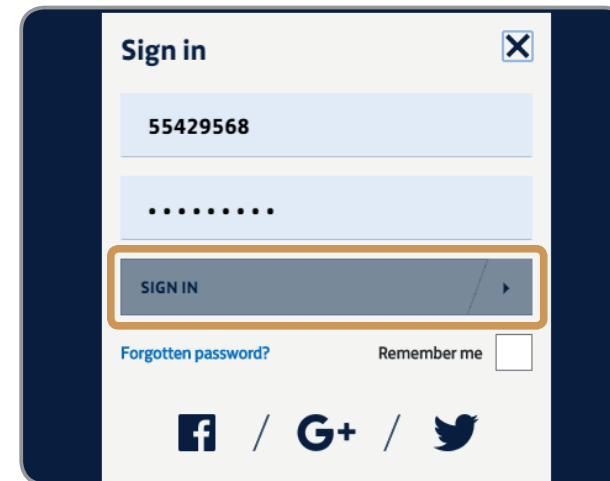 Sign in
55429568
•••••••••
SIGN IN
Forgotten password? Remember me
G+